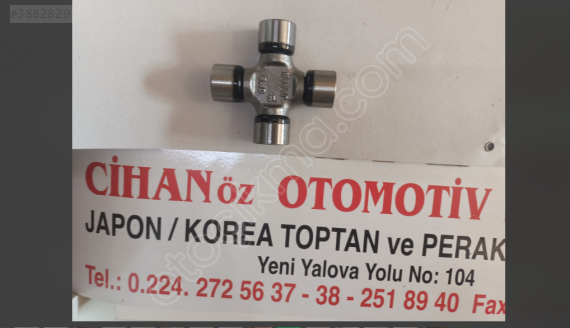 #3882829
CİHANöz OTOMOTİV
JAPON / KOREA TOPTAN ve PERAK
Yeni Yalova Yolu No: 104
Tel.: 0.224. 272 56 37 - 38 - 251 89 40 Fax